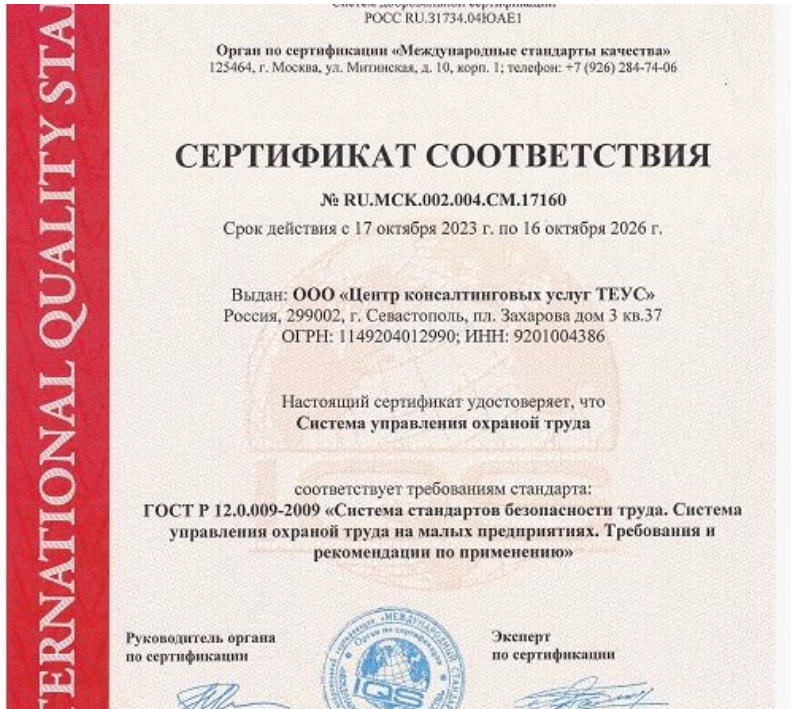 Систем добровольной сертификации
РОСС RU.31734.04ЮАЕ1
Орган по сертификации «Международные стандарты качества»
125464, г. Москва, ул. Митинская, д. 10, корп. 1; телефон: +7 (926) 284-74-06
СЕРТИФИКАТ СООТВЕТСТВИЯ
№ RU.МСК.002.004.СМ.17160
Срок действия с 17 октября 2023 г. по 16 октября 2026 г.
Выдан: ООО «Центр консалтинговых услуг ТЕУС»
Россия, 299002, г. Севастополь, пл. Захарова дом 3 кв.37
ОГРН: 1149204012990; ИНН: 9201004386
Настоящий сертификат удостоверяет, что
Система управления охраной труда
соответствует требованиям стандарта:
ГОСТ Р 12.0.009-2009 «Система стандартов безопасности труда. Система
управления охраной труда на малых предприятиях. Требования и
рекомендации по применению»
Руководитель органа
по сертификации
Эксперт
по сертификации
IQS
TERNATIONAL QUALITY STA